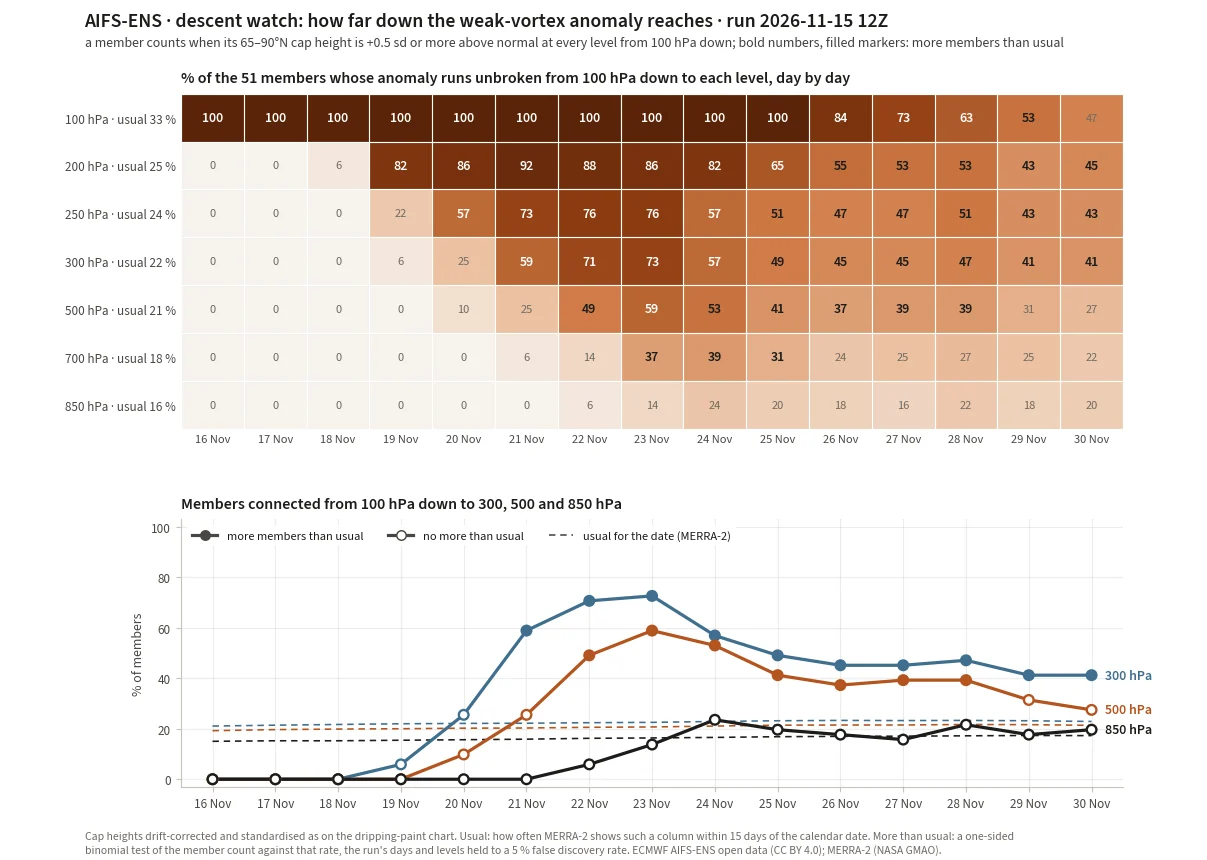 AIFS-ENS · descent watch: how far down the weak-vortex anomaly reaches · run 2026-11-15 12Z
a member counts when its 65–90°N cap height is +0.5 sd or more above normal at every level from 100 hPa down; bold numbers, filled markers: more members than usual
% of the 51 members whose anomaly runs unbroken from 100 hPa down to each level, day by day
100 hPa · usual 33 % 100 100 100 100 100 100 100 100 100 100 84 73 63 53 47
200 hPa · usual 25 % 0 0 6 82 86 92 88 86 82 65 55 53 53 43 45
250 hPa · usual 24 % 0 0 0 22 57 73 76 76 57 51 47 47 51 43 43
300 hPa · usual 22 % 0 0 0 6 25 59 71 73 57 49 45 45 47 41 41
500 hPa · usual 21 % 0 0 0 0 10 25 49 59 53 41 37 39 39 31 27
700 hPa · usual 18 % 0 0 0 0 0 6 14 37 39 31 24 25 27 25 22
850 hPa · usual 16 % 0 0 0 0 0 0 6 14 24 20 18 16 22 18 20
16 Nov 17 Nov 18 Nov 19 Nov 20 Nov 21 Nov 22 Nov 23 Nov 24 Nov 25 Nov 26 Nov 27 Nov 28 Nov 29 Nov 30 Nov
Members connected from 100 hPa down to 300, 500 and 850 hPa
more members than usual no more than usual usual for the date (MERRA-2)
% of members
100
80
60
40
20
0
300 hPa
500 hPa
850 hPa
16 Nov 17 Nov 18 Nov 19 Nov 20 Nov 21 Nov 22 Nov 23 Nov 24 Nov 25 Nov 26 Nov 27 Nov 28 Nov 29 Nov 30 Nov
Cap heights drift-corrected and standardised as on the dripping-paint chart. Usual: how often MERRA-2 shows such a column within 15 days of the calendar date. More than usual: a one-sided
binomial test of the member count against that rate, the run's days and levels held to a 5 % false discovery rate. ECMWF AIFS-ENS open data (CC BY 4.0); MERRA-2 (NASA GMAO).